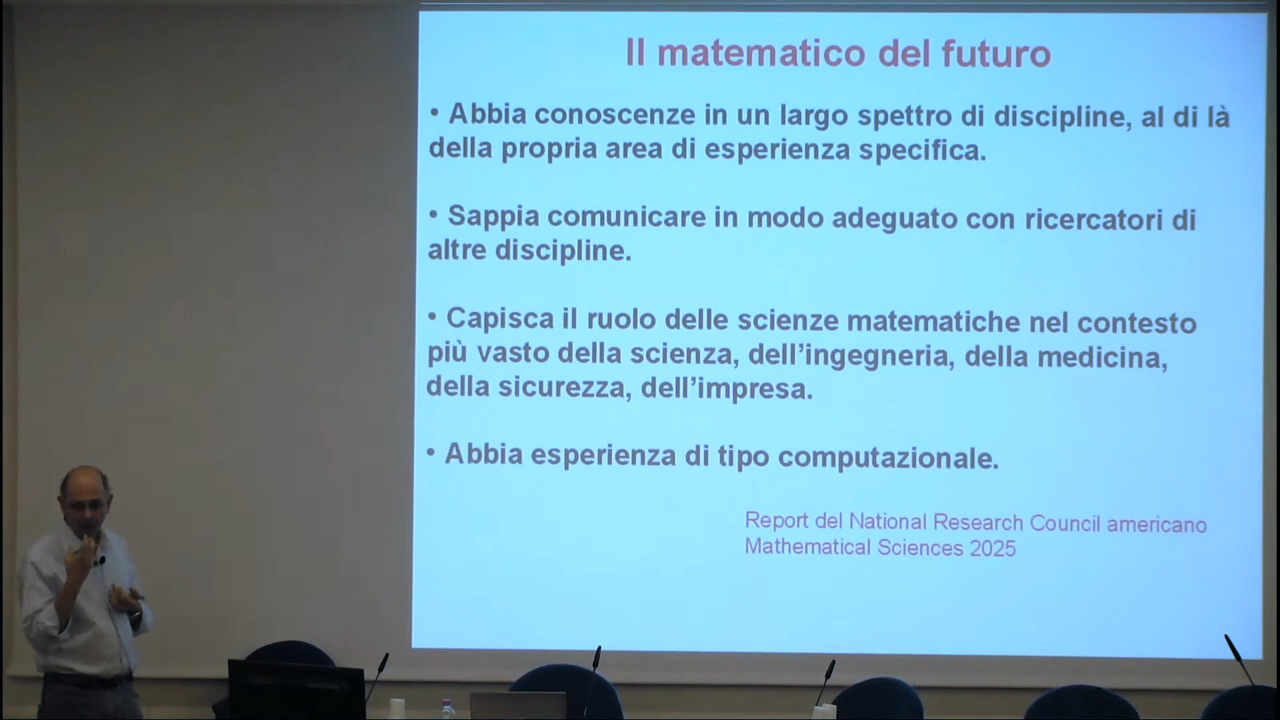 Il matematico del futuro
• Abbia conoscenze in un largo spettro di discipline, al di là
della propria area di esperienza specifica.
• Sappia comunicare in modo adeguato con ricercatori di
altre discipline.
• Capisca il ruolo delle scienze matematiche nel contesto
più vasto della scienza, dell’ingegneria, della medicina,
della sicurezza, dell’impresa.
• Abbia esperienza di tipo computazionale.
Report del National Research Council americano
Mathematical Sciences 2025